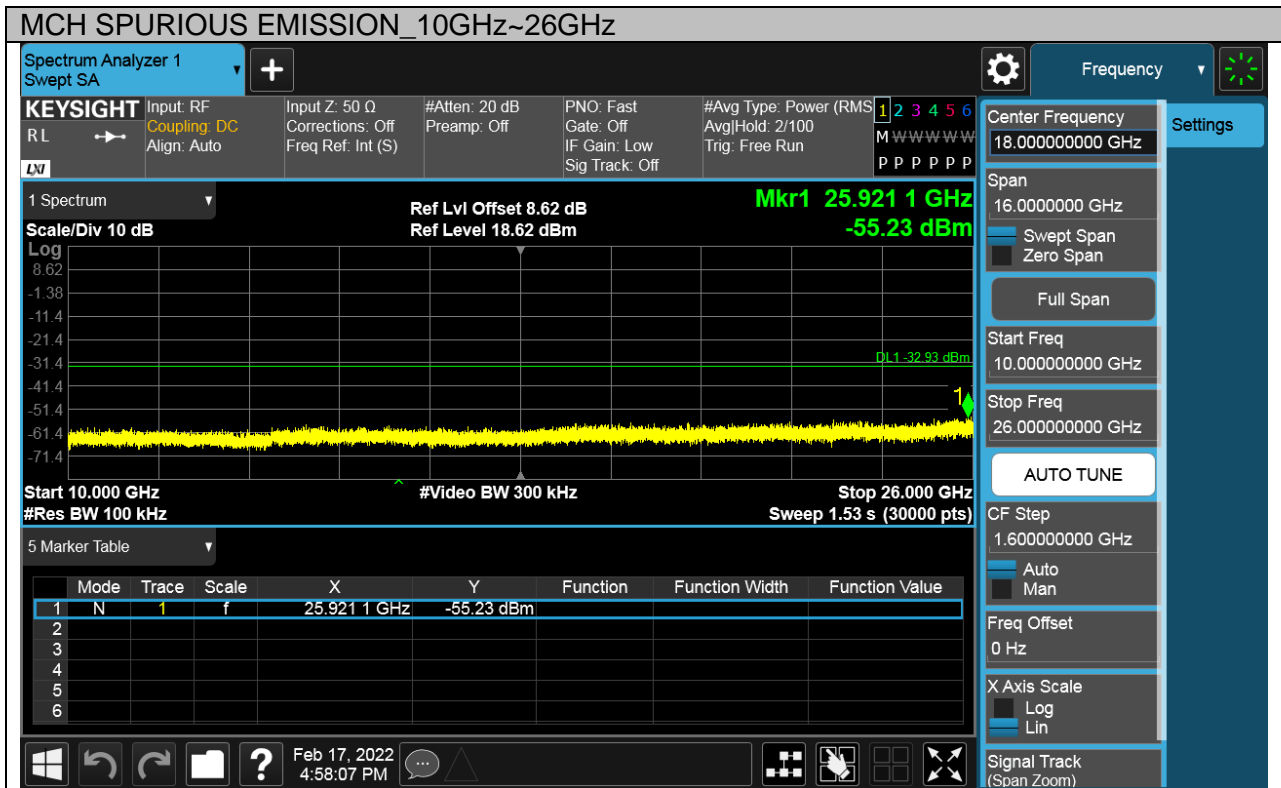 MCH SPURIOUS EMISSION_10GHz~26GHz
Spectrum Analyzer 1
Swept SA
+
Frequency
KEYSIGHT
RL
LXI
Input: RF
Coupling: DC
Align: Auto
Input Z: 50 Ω
Corrections: Off
Freq Ref: Int (S)
#Atten: 20 dB
Preamp: Off
PNO: Fast
Gate: Off
IF Gain: Low
Sig Track: Off
#Avg Type: Power (RMS
Avg|Hold: 2/100
Trig: Free Run
1 2 3 4 5 6
M W W W W W
P P P P P P
1 Spectrum
Scale/Div 10 dB
Ref Lvl Offset 8.62 dB
Ref Level 18.62 dBm
Mkr1 25.921 1 GHz
-55.23 dBm
Log
8.62
-1.38
-11.4
-21.4
-31.4
-41.4
-51.4
-61.4
-71.4
DL1 -32.93 dBm
1
Start 10.000 GHz
#Res BW 100 kHz
#Video BW 300 kHz
Stop 26.000 GHz
Sweep 1.53 s (30000 pts)
5 Marker Table
Mode Trace Scale X Y Function Function Width Function Value
1 N 1 f 25.921 1 GHz -55.23 dBm
2
3
4
5
6
?
Feb 17, 2022
4:58:07 PM
Center Frequency
18.000000000 GHz
Settings
Span
16.0000000 GHz
Swept Span
Zero Span
Full Span
Start Freq
10.000000000 GHz
Stop Freq
26.000000000 GHz
AUTO TUNE
CF Step
1.600000000 GHz
Auto
Man
Freq Offset
0 Hz
X Axis Scale
Log
Lin
Signal Track
(Span Zoom)